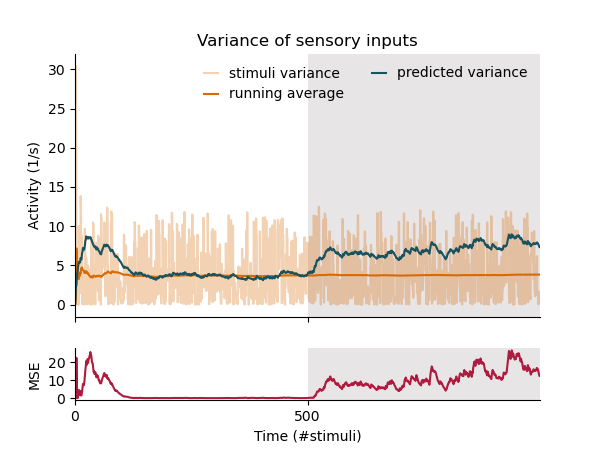 Variance of sensory inputs
stimuli variance
running average
predicted variance
Activity (1/s)
30
25
20
15
10
5
0
MSE
20
10
0
0
500
Time (#stimuli)